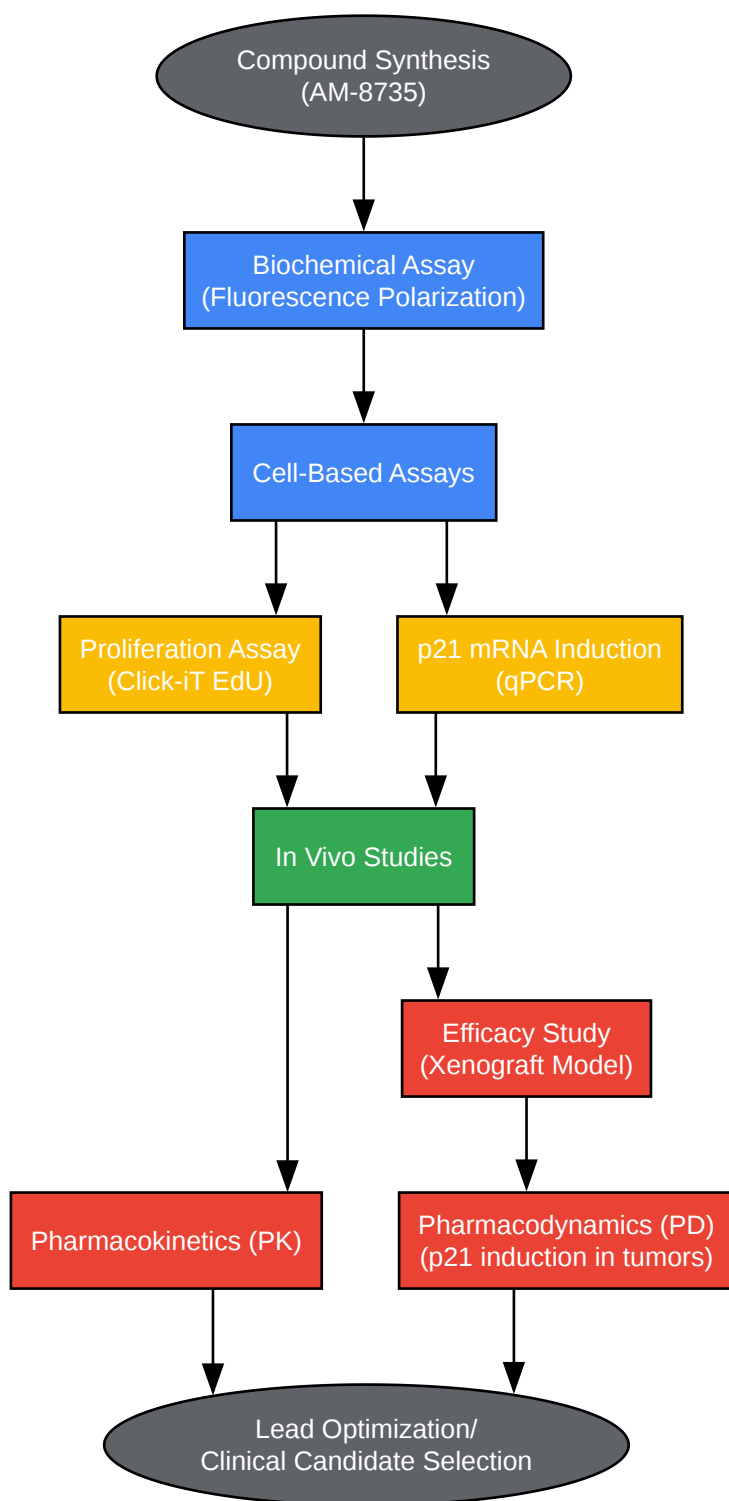 Compound Synthesis
(AM-8735)
Biochemical Assay
(Fluorescence Polarization)
Cell-Based Assays
Proliferation Assay
(Click-iT EdU)
p21 mRNA Induction
(qPCR)
In Vivo Studies
Efficacy Study
(Xenograft Model)
Pharmacokinetics (PK)
Pharmacodynamics (PD)
(p21 induction in tumors)
Lead Optimization/
Clinical Candidate Selection